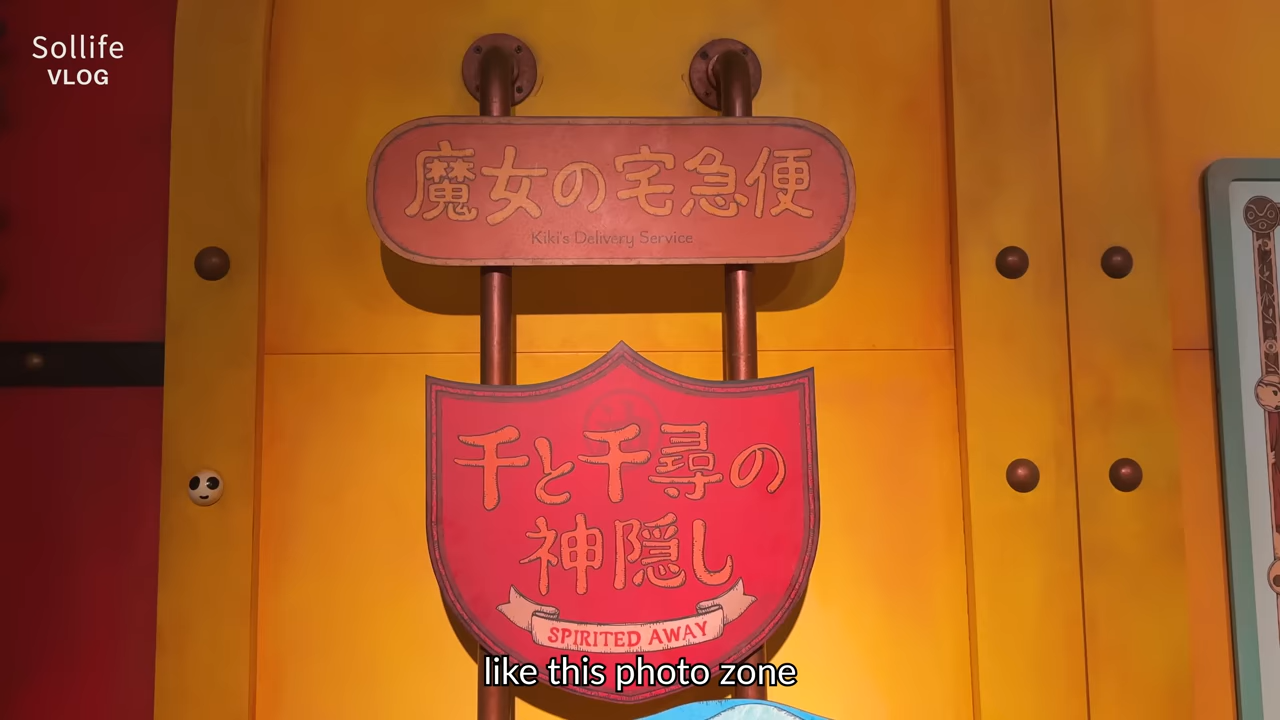 Sollife
VLOG
魔女の宅急便
Kiki's Delivery Service
千と千尋の
神隠し
SPIRITED AWAY
like this photo zone